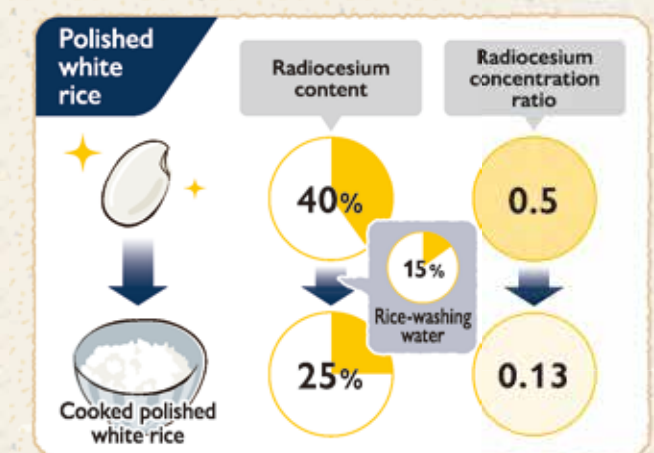 Polished
white
rice
Radiocesium
content
Radiocesium
concentration
ratio
40%
0.5
15%
Rice-washing
water
25%
0.13
Cooked polished
white rice